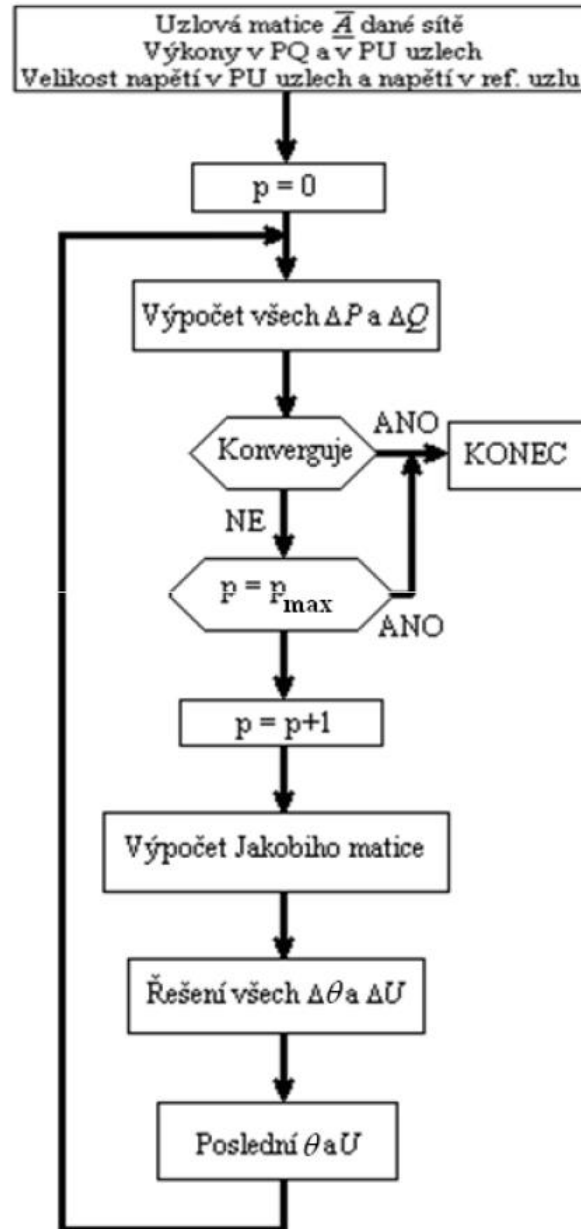 Uzlová matice A dané sítě
Výkony v PQ a v PU uzlech
Velikost napětí v PU uzlech a napětí v ref. uzlu
p = 0
Výpočet všech ΔP a ΔQ
Konverguje
ANO
KONEC
NE
p = pmax
ANO
p = p+1
Výpočet Jakobiho matice
Řešení všech Δθ a ΔU
Poslední θ a U